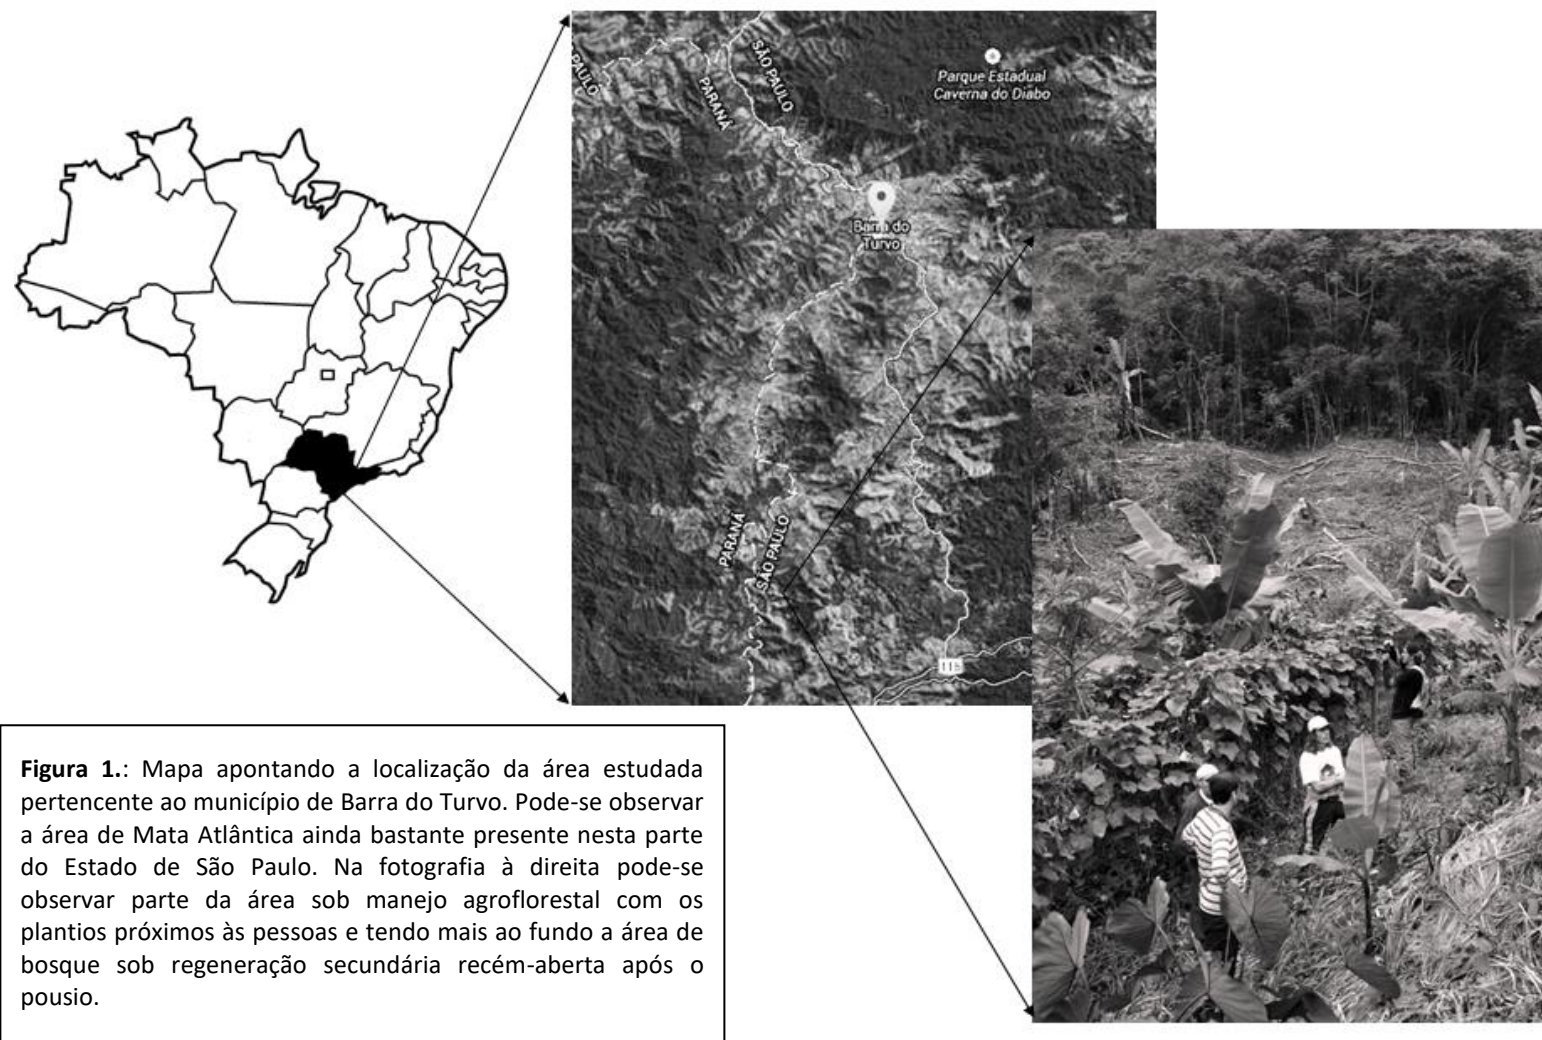 PAULO
PARANÁ
SÃO PAULO
Parque Estadual
Caverna do Diabo
Barra do
Turvo
PARANÁ
SÃO PAULO
116
Figura 1.: Mapa apontando a localização da área estudada
pertencente ao município de Barra do Turvo. Pode-se observar
a área de Mata Atlântica ainda bastante presente nesta parte
do Estado de São Paulo. Na fotografia à direita pode-se
observar parte da área sob manejo agroflorestal com os
plantios próximos às pessoas e tendo mais ao fundo a área de
bosque sob regeneração secundária recém-aberta após o
pousio.